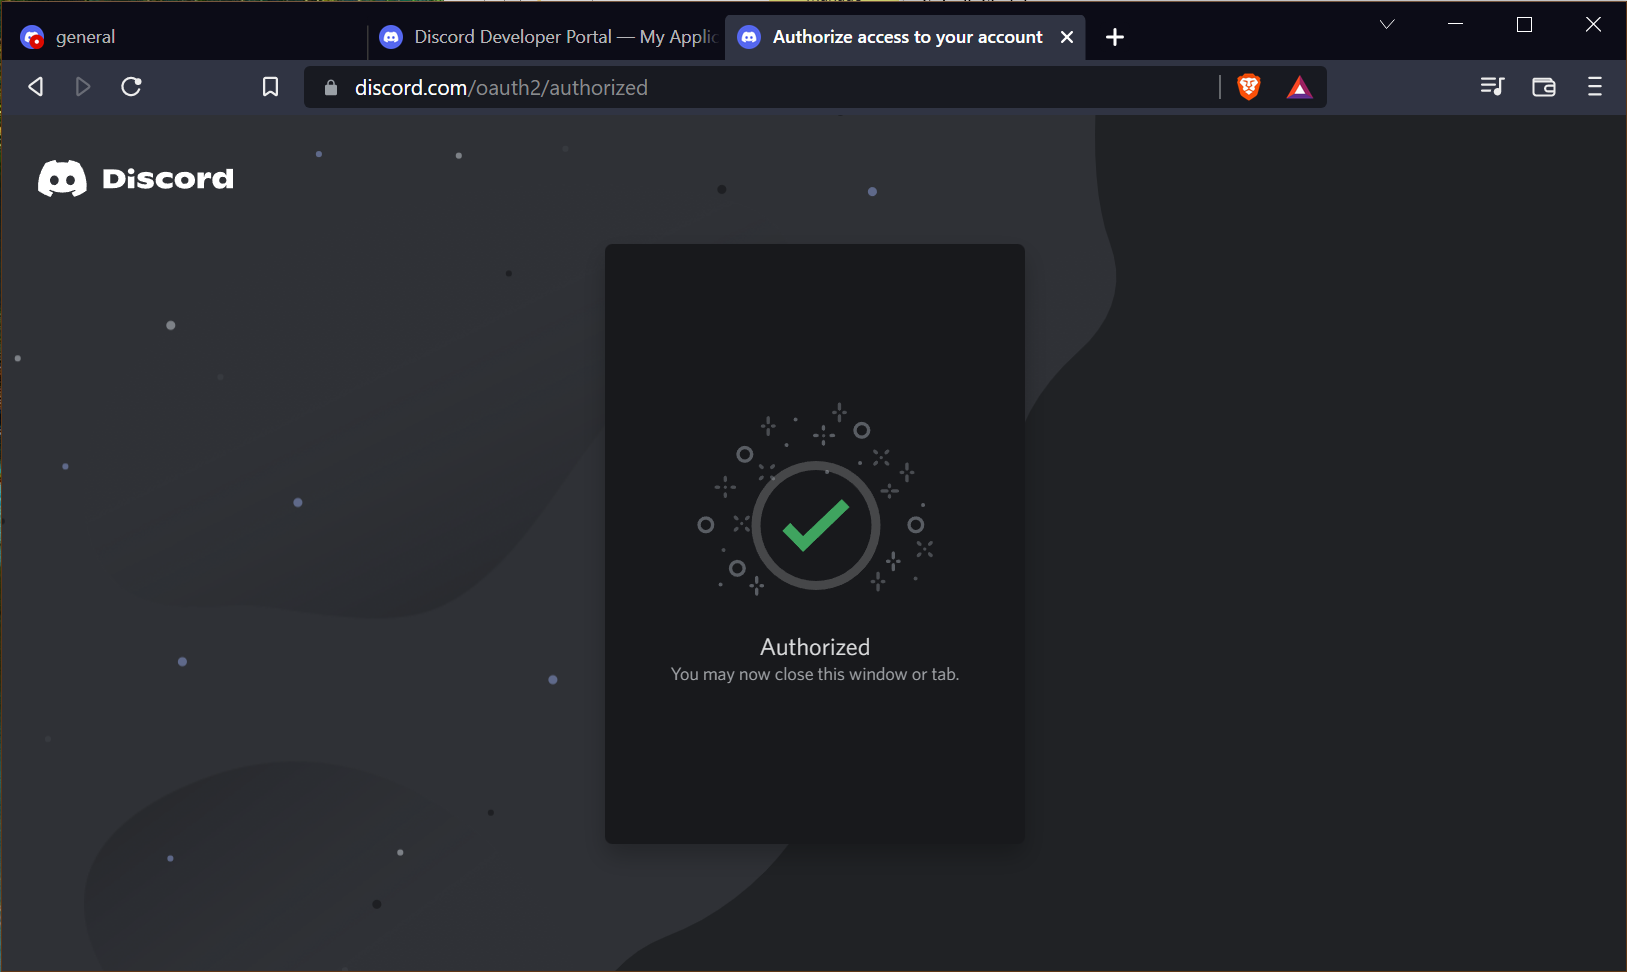 general
Discord Developer Portal — My Applic
Authorize access to your account
discord.com/oauth2/authorized
Discord
Authorized
You may now close this window or tab.